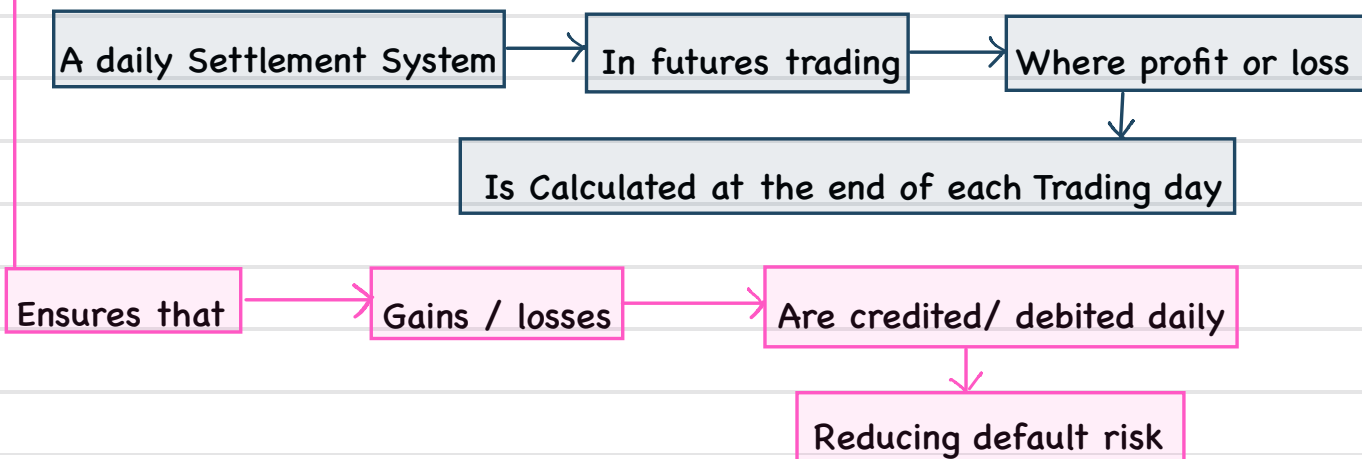 A daily Settlement System
In futures trading
Where profit or loss
Is Calculated at the end of each Trading day
Ensures that
Gains / losses
Are credited/ debited daily
Reducing default risk